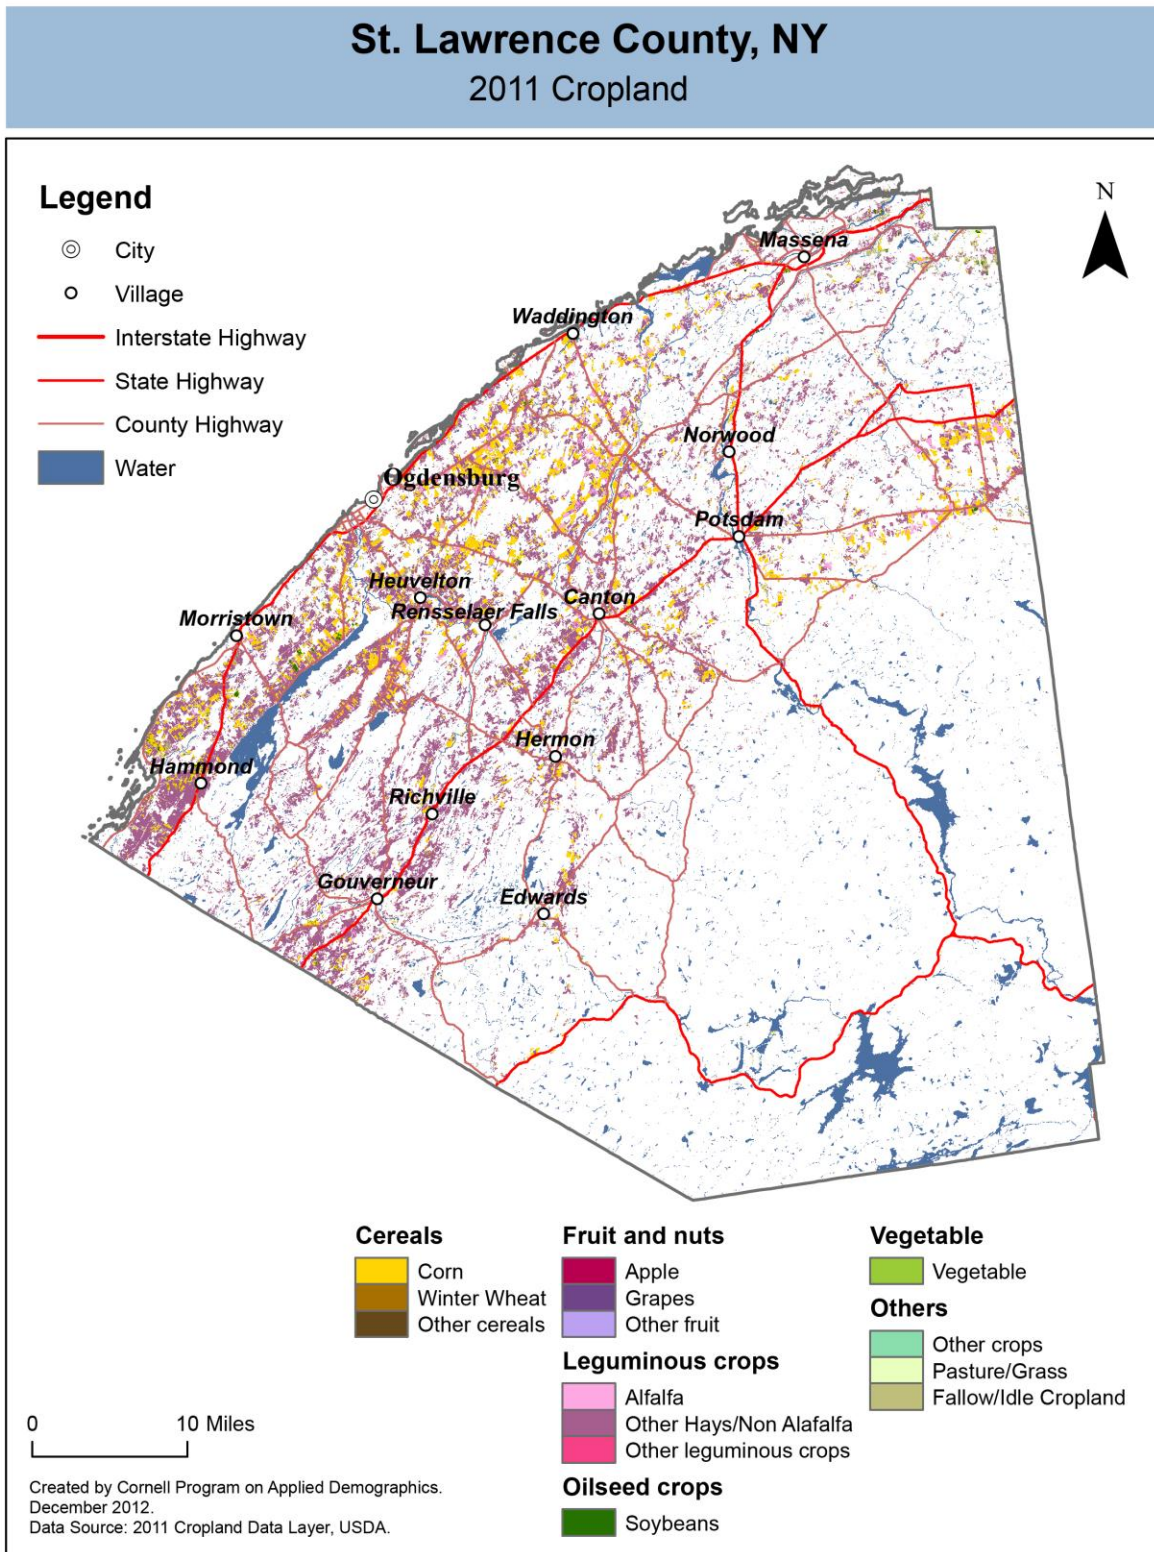 St. Lawrence County, NY
2011 Cropland
Legend
City
Village
Interstate Highway
State Highway
County Highway
Water
N
Massena
Waddington
Norwood
Ogdensburg
Potsdam
Heuvelton
Rensselaer Falls
Canton
Morristown
Hermon
Hammond
Richville
Gouverneur
Edwards
Cereals
Corn
Winter Wheat
Other cereals
Fruit and nuts
Apple
Grapes
Other fruit
Leguminous crops
Alfalfa
Other Hays/Non Alafalfa
Other leguminous crops
Oilseed crops
Soybeans
Vegetable
Vegetable
Others
Other crops
Pasture/Grass
Fallow/Idle Cropland
0 10 Miles
Created by Cornell Program on Applied Demographics.
December 2012.
Data Source: 2011 Cropland Data Layer, USDA.